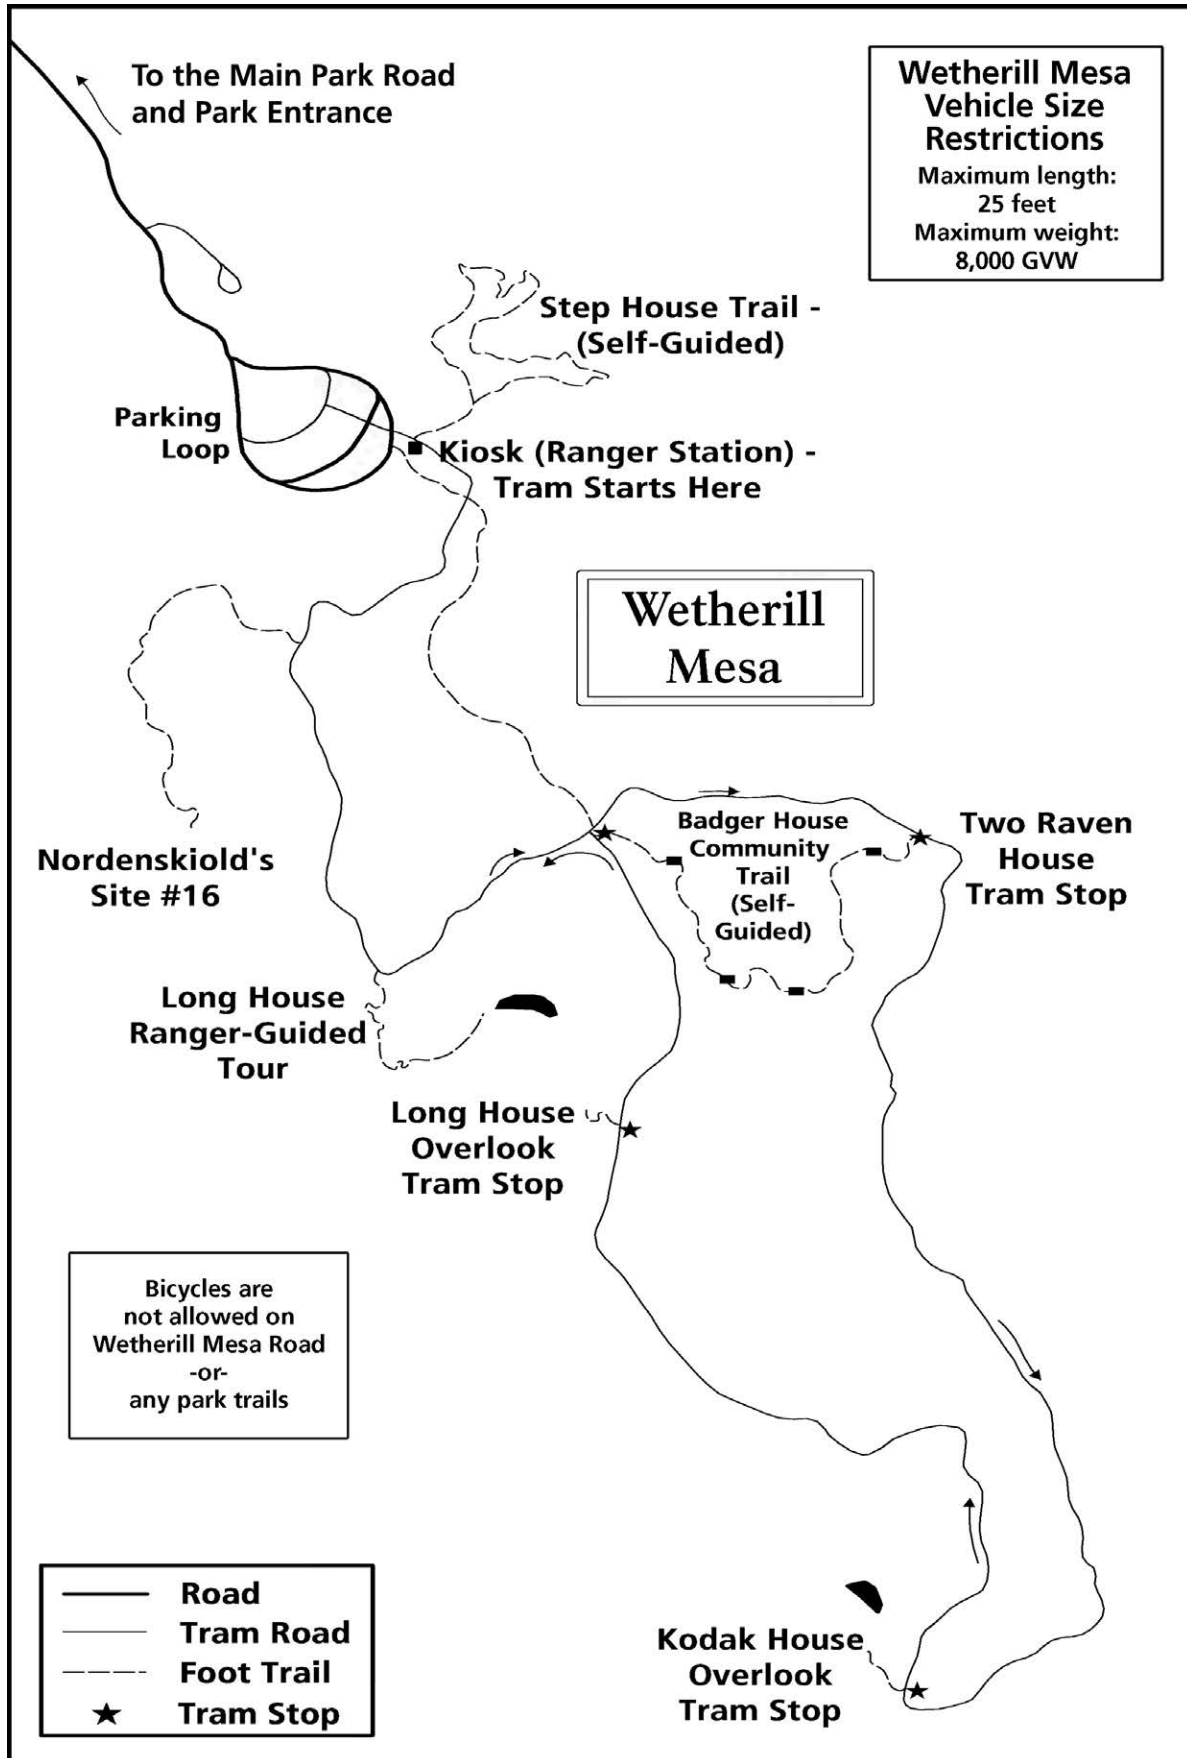 To the Main Park Road
and Park Entrance
Wetherill Mesa
Vehicle Size
Restrictions
Maximum length:
25 feet
Maximum weight:
8,000 GVW
Step House Trail -
(Self-Guided)
Parking
Loop
Kiosk (Ranger Station) -
Tram Starts Here
Wetherill
Mesa
Nordenskiold's
Site #16
Badger House
Community
Trail
(Self-
Guided)
Two Raven
House
Tram Stop
Long House
Ranger-Guided
Tour
Long House
Overlook
Tram Stop
Bicycles are
not allowed on
Wetherill Mesa Road
-or-
any park trails
Kodak House
Overlook
Tram Stop
Road
Tram Road
Foot Trail
Tram Stop